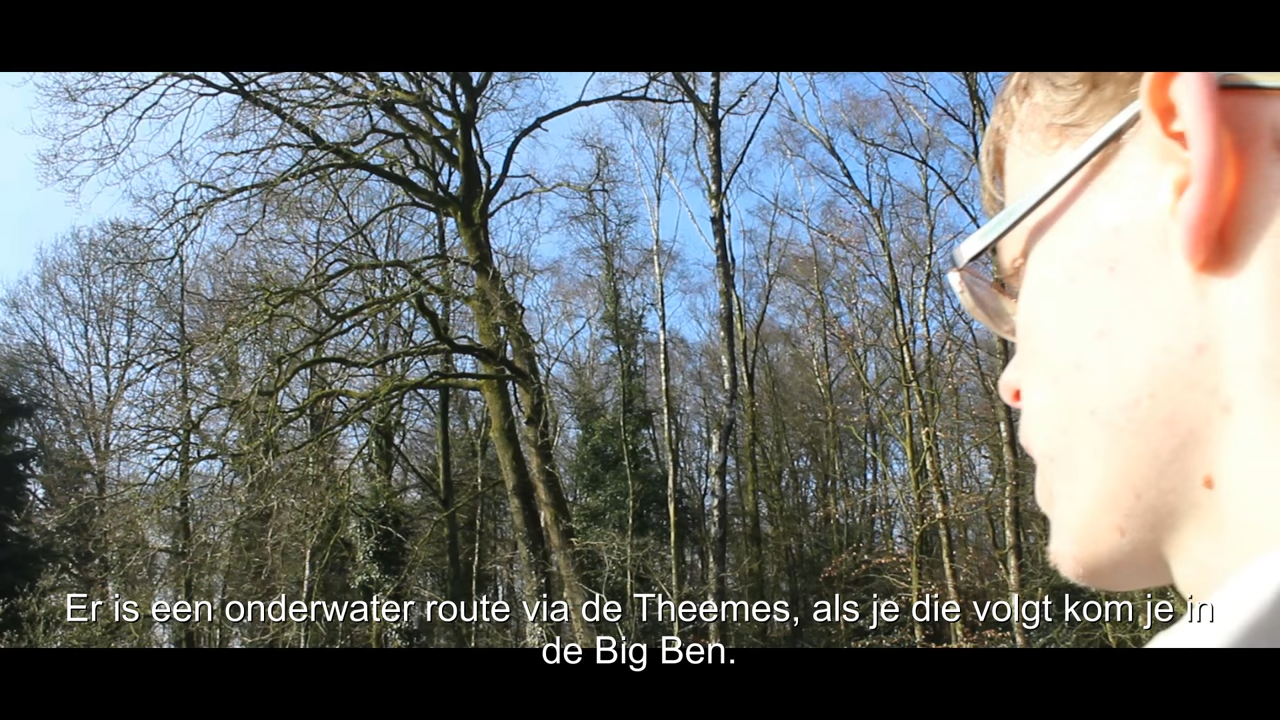 Er is een onderwater route via de Theemes, als je die volgt kom je in
de Big Ben.